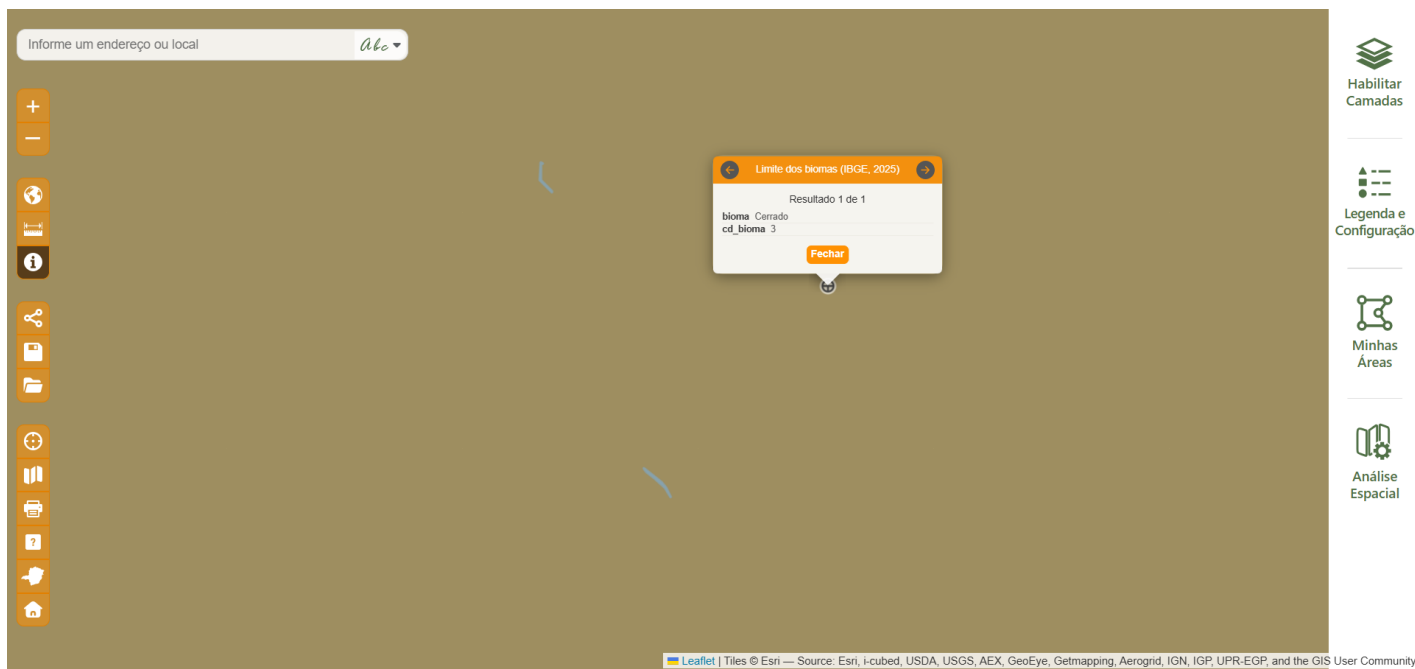 Informe um endereço ou local
Abc
Habilitar
Camadas
Limite dos biomas (IBGE, 2025)
Resultado 1 de 1
bioma Cerrado
cd_bioma 3
Fechar
Legenda e
Configuração
Minhas
Áreas
Análise
Espacial
Leaflet | Tiles © Esri — Source: Esri, i-cubed, USDA, USGS, AEX, GeoEye, Getmapping, Aerogrid, IGN, IGP, UPR-EGP, and the GIS User Community